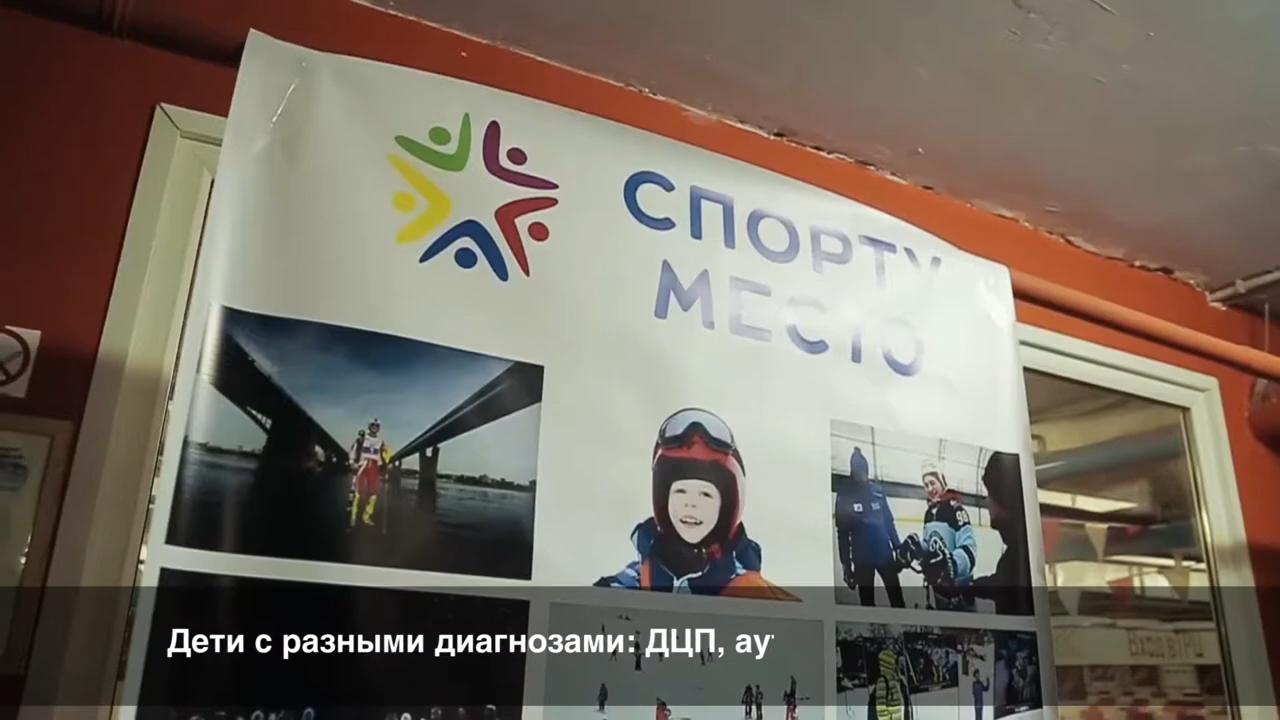 СПОРТУ
МЕСТО
Дети с разными диагнозами: ДЦП, ау